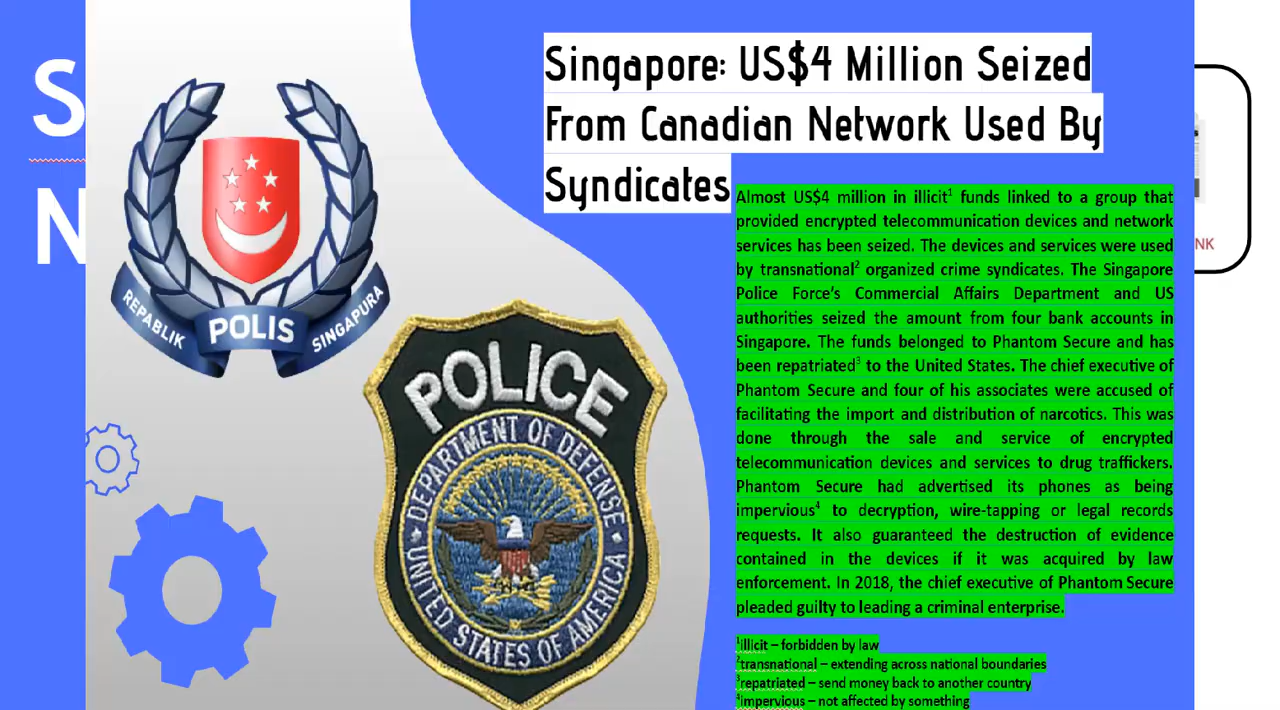 S
N
Singapore: US$4 Million Seized
From Canadian Network Used By
Syndicates
Almost US$4 million in illicit¹ funds linked to a group that
provided encrypted telecommunication devices and network
services has been seized. The devices and services were used
by transnational² organized crime syndicates. The Singapore
Police Force’s Commercial Affairs Department and US
authorities seized the amount from four bank accounts in
Singapore. The funds belonged to Phantom Secure and has
been repatriated³ to the United States. The chief executive of
Phantom Secure and four of his associates were accused of
facilitating the import and distribution of narcotics. This was
done through the sale and service of encrypted
telecommunication devices and services to drug traffickers.
Phantom Secure had advertised its phones as being
impervious⁴ to decryption, wire-tapping or legal records
requests. It also guaranteed the destruction of evidence
contained in the devices if it was acquired by law
enforcement. In 2018, the chief executive of Phantom Secure
pleaded guilty to leading a criminal enterprise.
¹illicit – forbidden by law
²transnational – extending across national boundaries
³repatriated – send money back to another country
⁴impervious – not affected by something
REPABLIK POLIS SINGAPURA
POLICE
DEPARTMENT OF DEFENSE
UNITED STATES OF AMERICA
NK